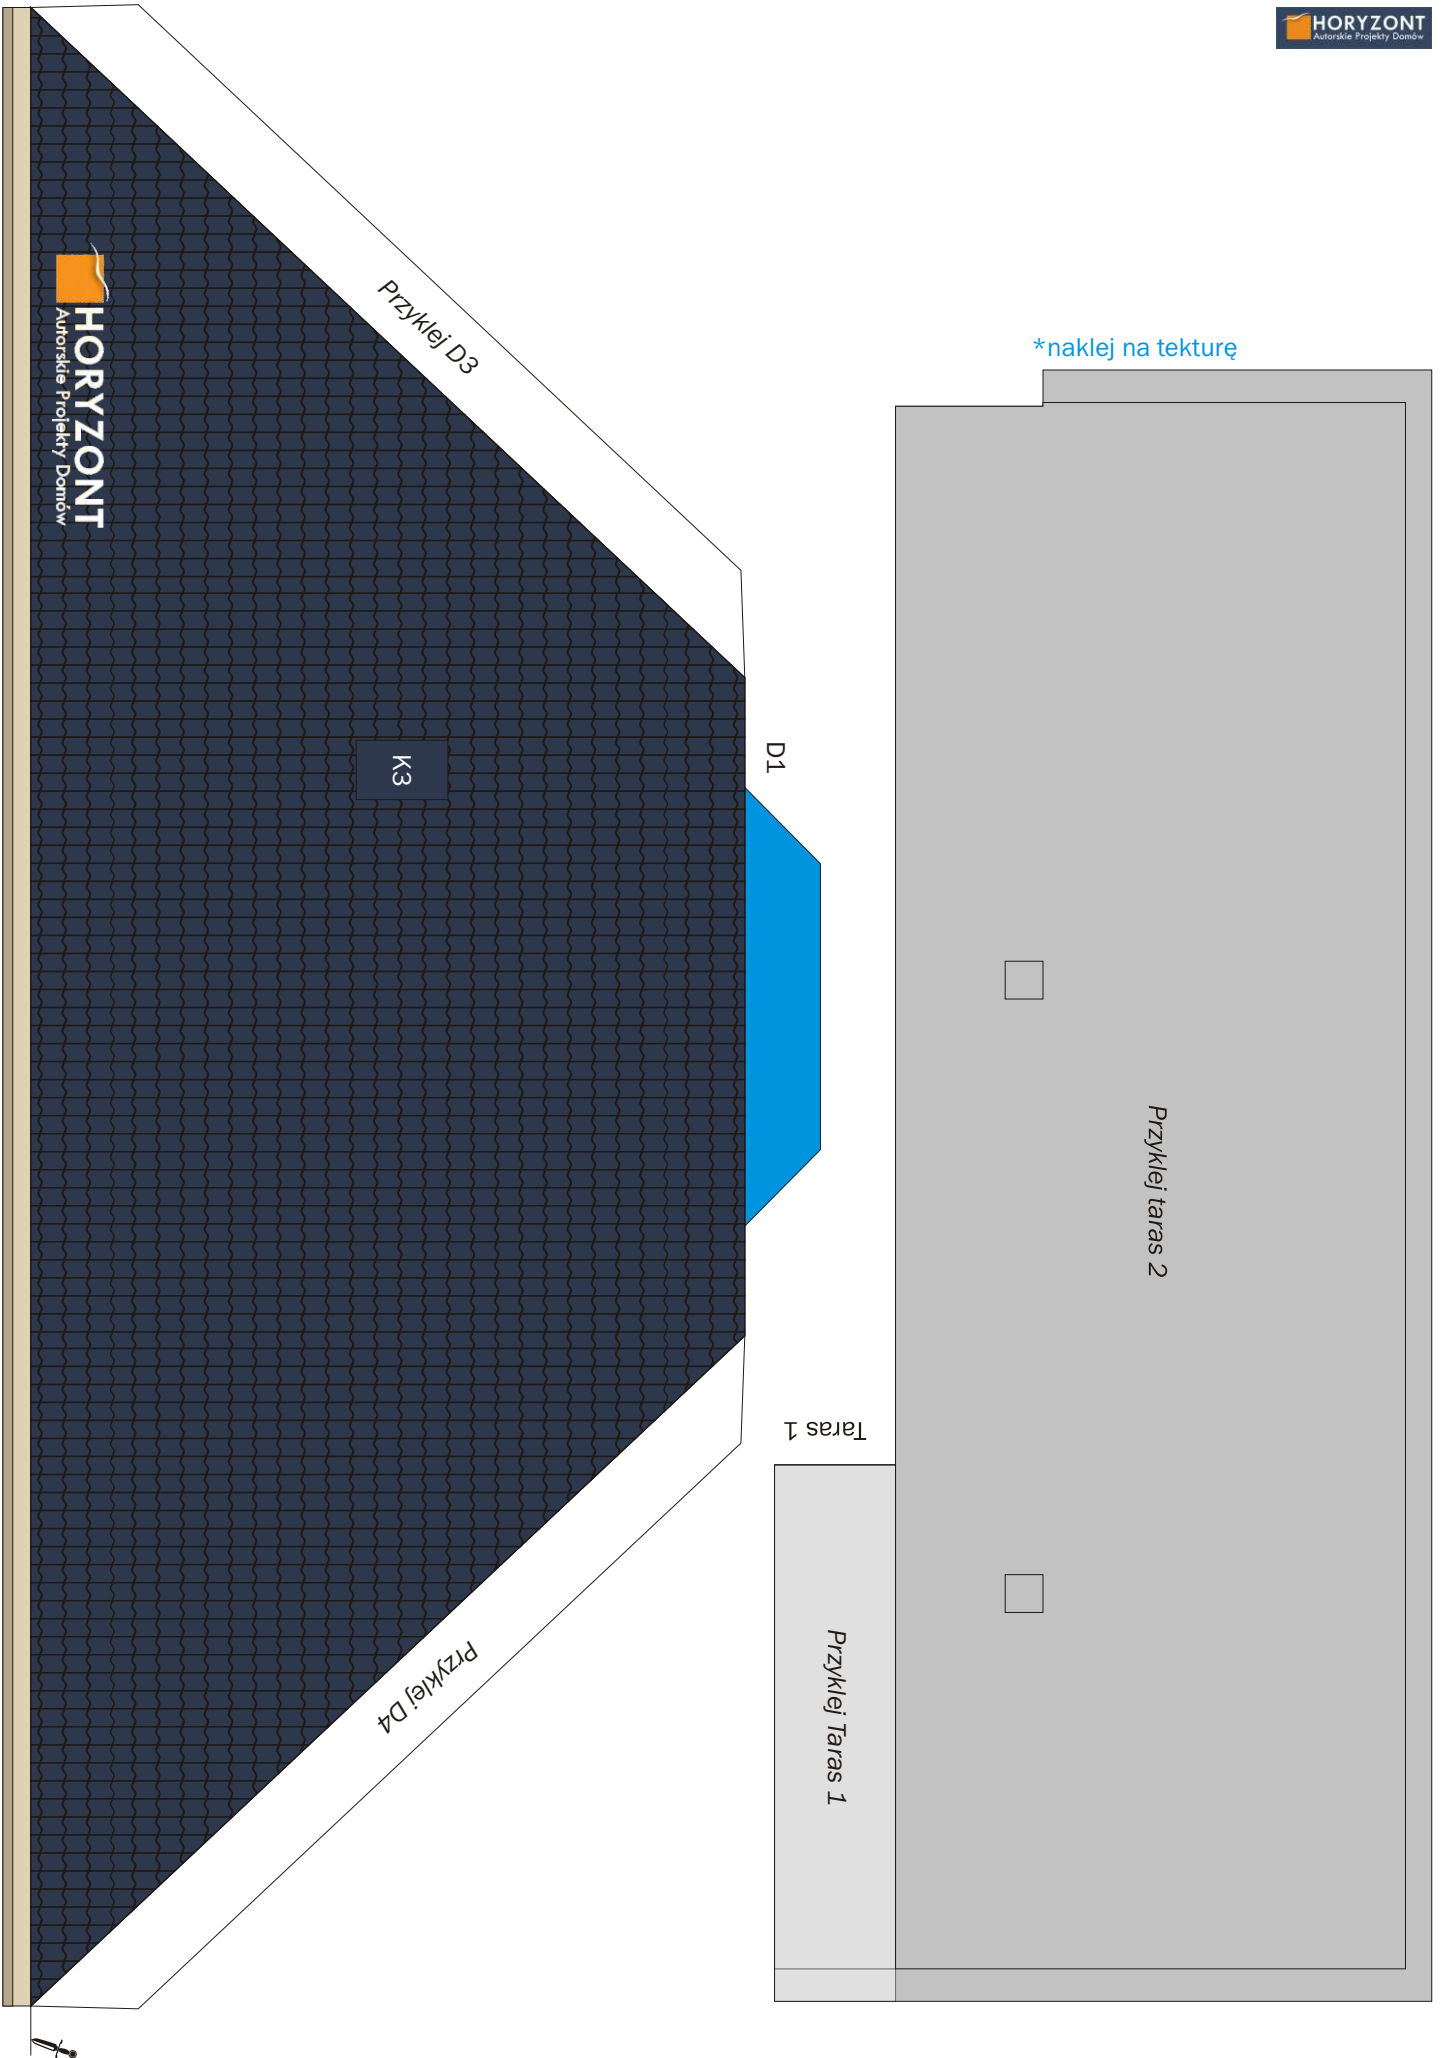 HORYZONT
Autorskie Projekty Domów
Przyklej D3
HORYZONT
Autorskie Projekty Domów
*naklej na tekturę
D1
K3
Przyklej taras 2
Taras 1
Przyklej Taras 1
Przyklej D4